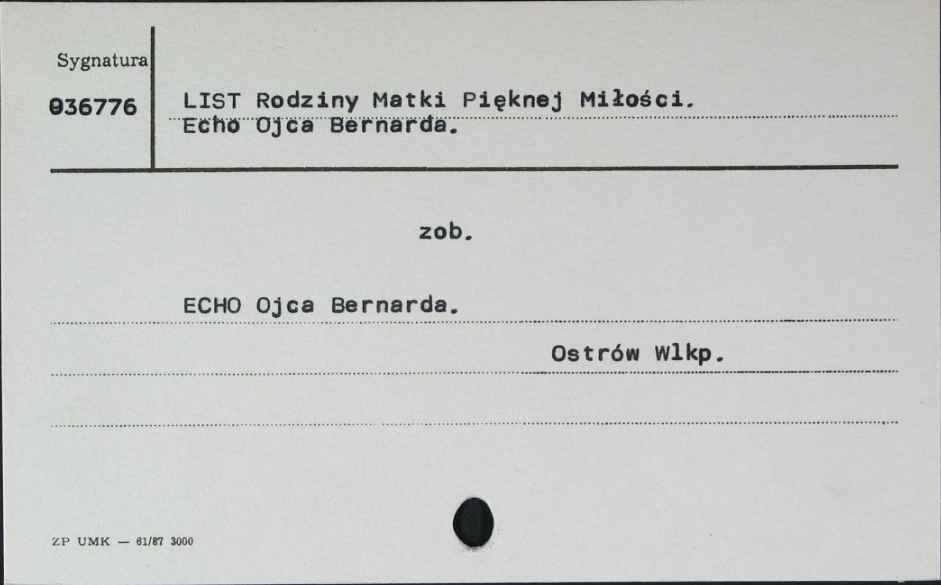 Sygnatura
036776
LIST Rodziny Matki Pięknej Miłości.
Echo Ojca Bernarda.
zob.
ECHO Ojca Bernarda.
Ostrów Wlkp.
ZP UMK — 61/87 3000